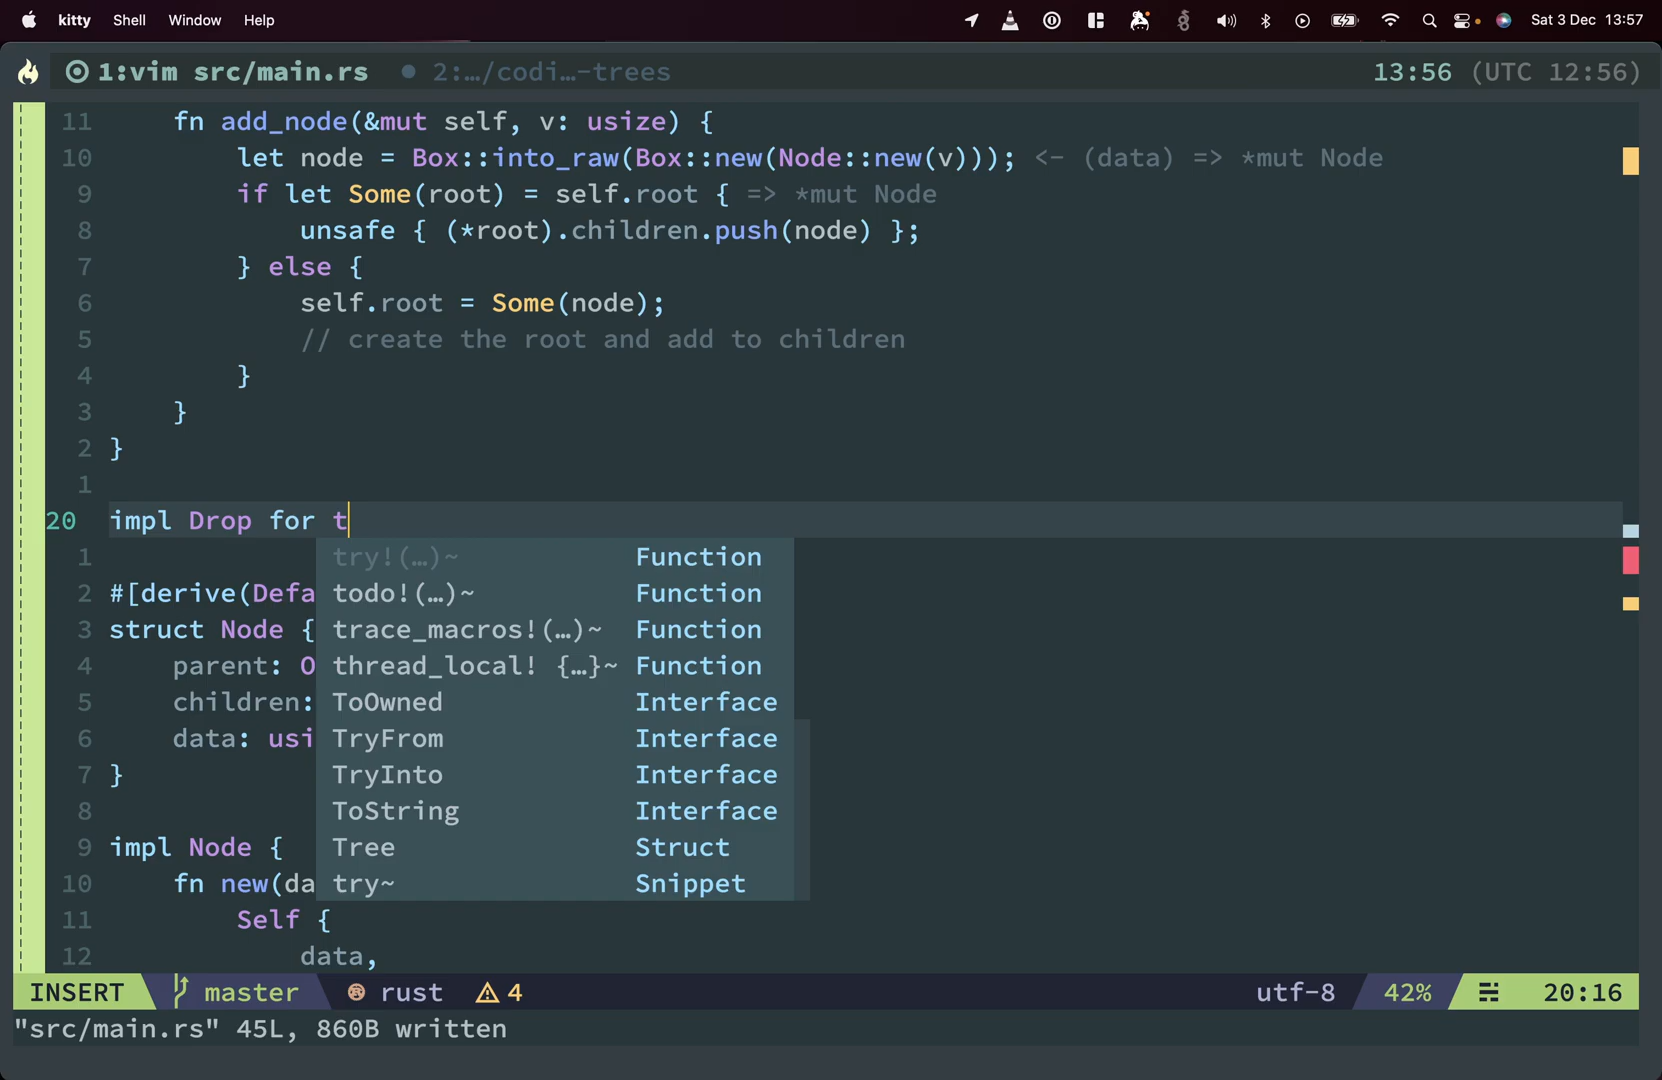 kitty Shell Window Help Sat 3 Dec 13:57
1:vim src/main.rs 2:…/codi…-trees 13:56 (UTC 12:56)
11 fn add_node(&mut self, v: usize) {
10 let node = Box::into_raw(Box::new(Node::new(v))); <- (data) => *mut Node
9 if let Some(root) = self.root { => *mut Node
8 unsafe { (*root).children.push(node) };
7 } else {
6 self.root = Some(node);
5 // create the root and add to children
4 }
3 }
2 }
1
20 impl Drop for t
1 try!(…)~ Function
2 #[derive(Defa todo!(…)~ Function
3 struct Node { trace_macros!(…)~ Function
4 parent: O thread_local! {…}~ Function
5 children: ToOwned Interface
6 data: usi TryFrom Interface
7 } TryInto Interface
8 ToString Interface
9 impl Node { Tree Struct
10 fn new(da try~ Snippet
11 Self {
12 data,
INSERT master rust 4 utf-8 42% 20:16
"src/main.rs" 45L, 860B written